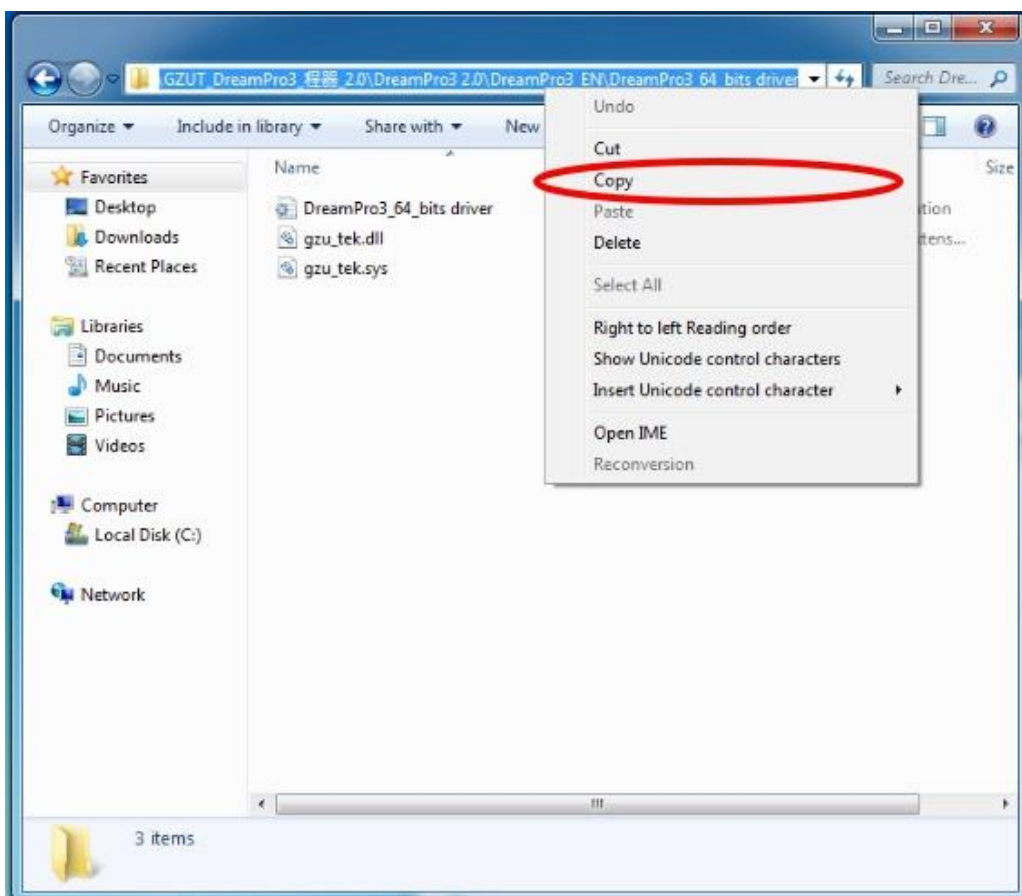 GZUT_DreamPro3_程器_2.0\DreamPro3 2.0\DreamPro3_EN\DreamPro3_64_bits driver
Search Dre...
Organize
Include in library
Share with
New
Name
Size
Favorites
Desktop
Downloads
Recent Places
Libraries
Documents
Music
Pictures
Videos
Computer
Local Disk (C:)
Network
DreamPro3_64_bits driver
gzu_tek.dll
gzu_tek.sys
tion
tens...
Undo
Cut
Copy
Paste
Delete
Select All
Right to left Reading order
Show Unicode control characters
Insert Unicode control character
Open IME
Reconversion
3 items